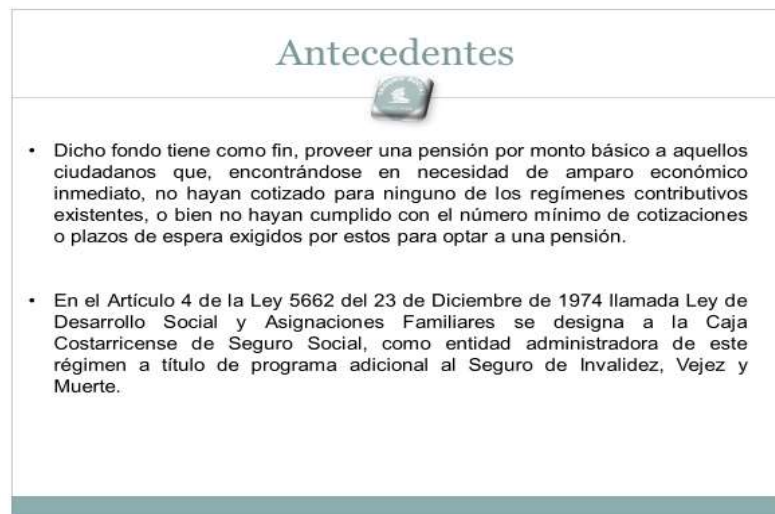 Antecedentes
• Dicho fondo tiene como fin, proveer una pensión por monto básico a aquellos
ciudadanos que, encontrándose en necesidad de amparo económico
inmediato, no hayan cotizado para ninguno de los regímenes contributivos
existentes, o bien no hayan cumplido con el número mínimo de cotizaciones
o plazos de espera exigidos por estos para optar a una pensión.
• En el Artículo 4 de la Ley 5662 del 23 de Diciembre de 1974 llamada Ley de
Desarrollo Social y Asignaciones Familiares se designa a la Caja
Costarricense de Seguro Social, como entidad administradora de este
régimen a título de programa adicional al Seguro de Invalidez, Vejez y
Muerte.